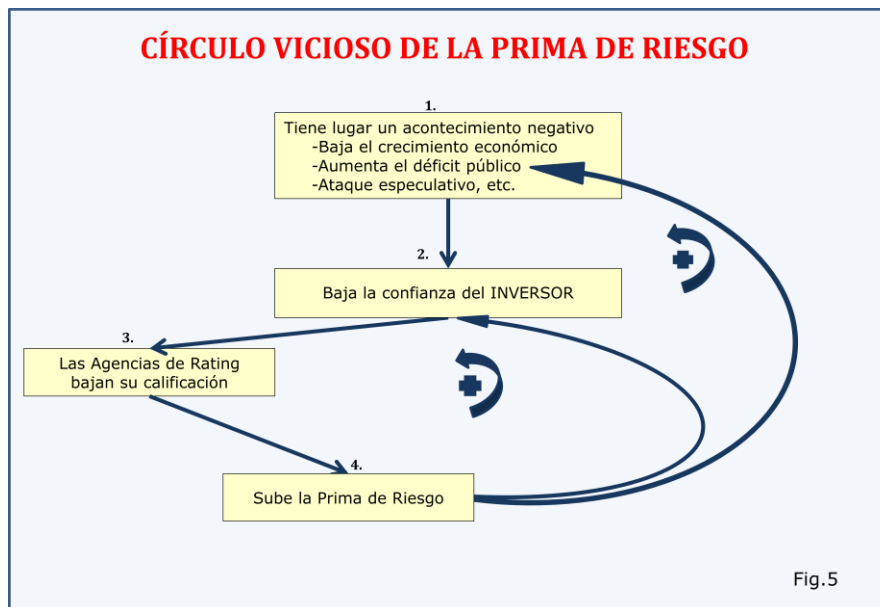 CÍRCULO VICIOSO DE LA PRIMA DE RIESGO
1.
Tiene lugar un acontecimiento negativo
-Baja el crecimiento económico
-Aumenta el déficit público
-Ataque especulativo, etc.
2.
Baja la confianza del INVERSOR
3.
Las Agencias de Rating
bajan su calificación
4.
Sube la Prima de Riesgo
Fig.5